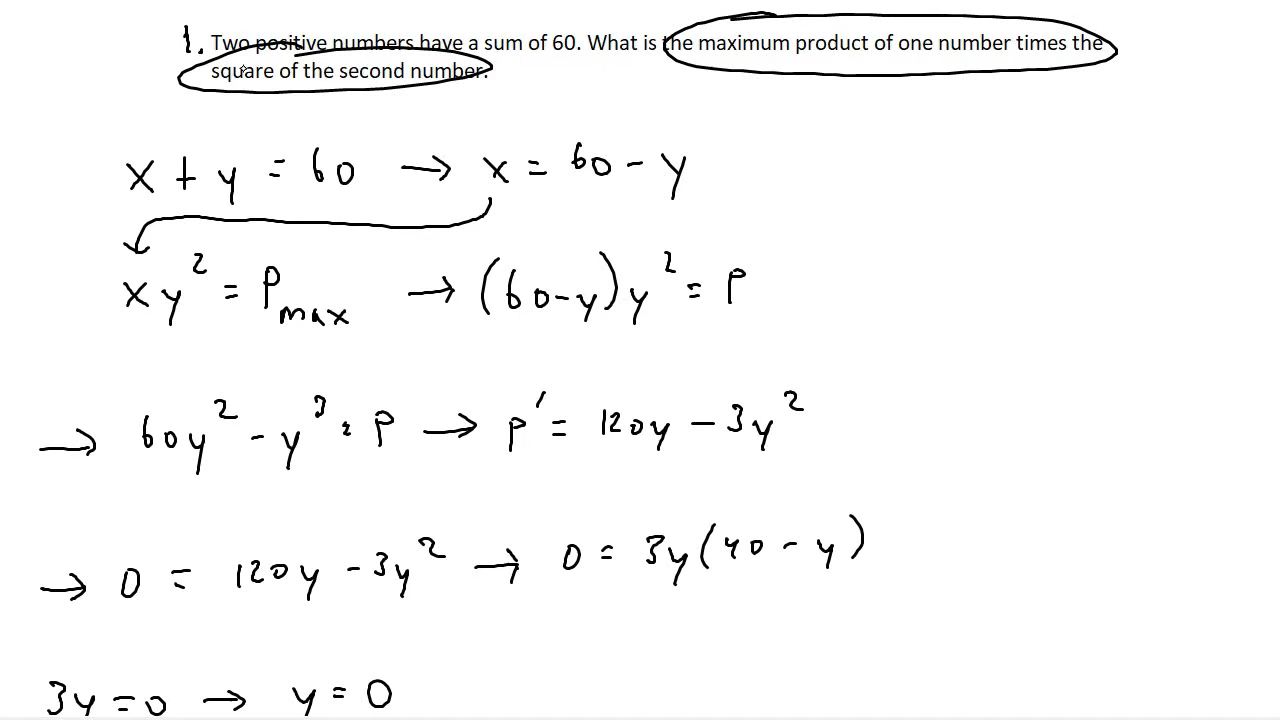 1. Two positive numbers have a sum of 60. What is the maximum product of one number times the
square of the second number.
x + y = 60 → x = 60 - y
xy² = Pmax → (60-y)y² = P
→ 60y² - y³ = P → P' = 120y - 3y²
→ 0 = 120y - 3y² → 0 = 3y(40 - y)
3y = 0 → y = 0